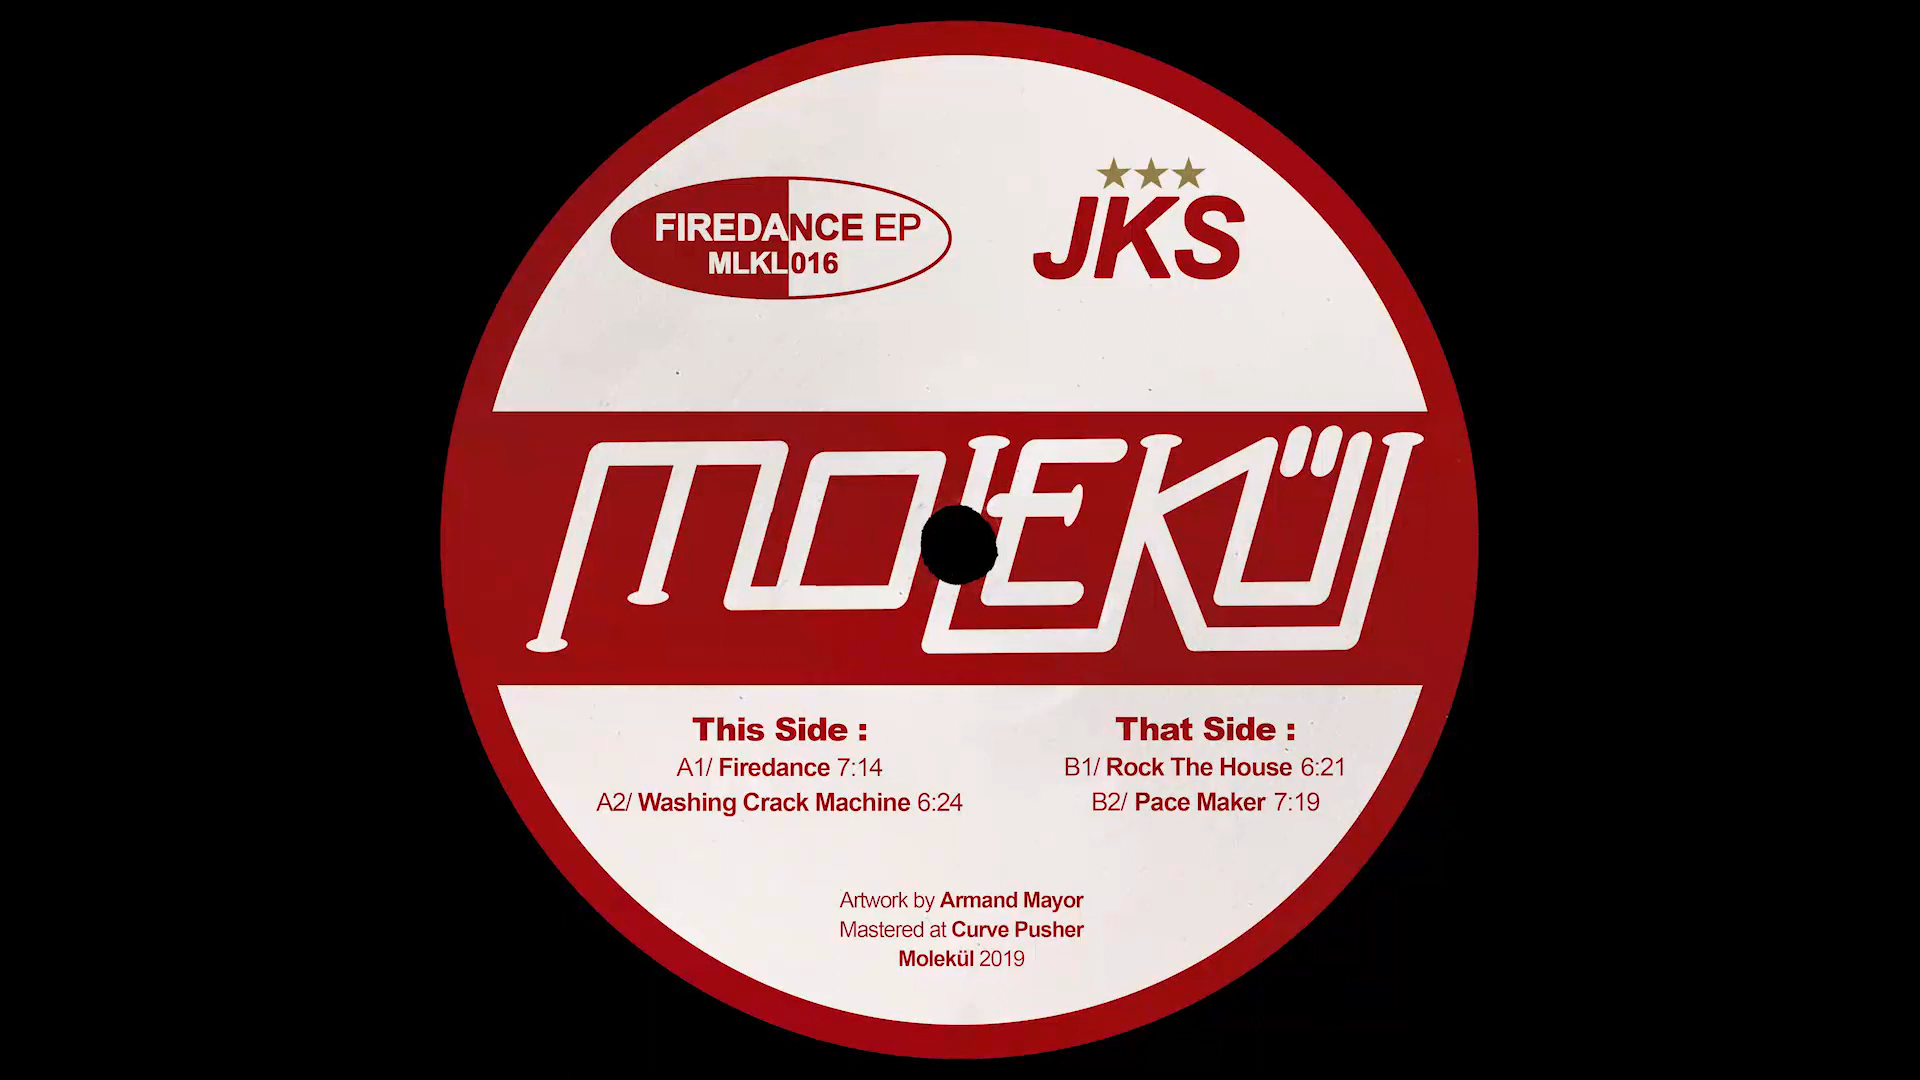 FIREDANCE EP
MLKL016
JKS
MOLEKÜL
This Side :
A1/ Firedance 7:14
A2/ Washing Crack Machine 6:24
That Side :
B1/ Rock The House 6:21
B2/ Pace Maker 7:19
Artwork by Armand Mayor
Mastered at Curve Pusher
Molekül 2019